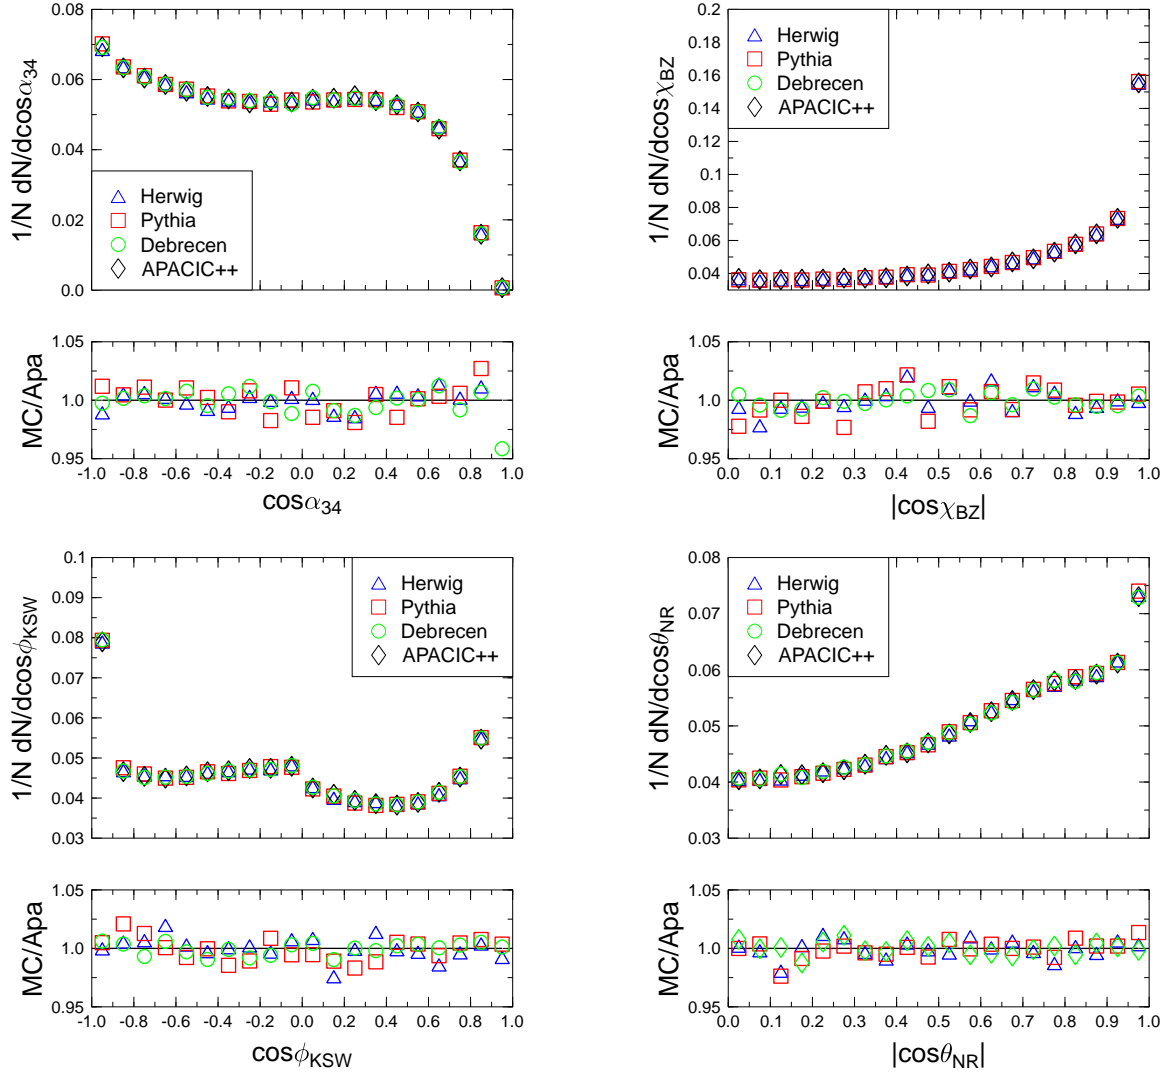 0.08
0.06
0.04
0.02
0.0
1/N dN/dcosα34
Herwig
Pythia
Debrecen
APACIC++
1.05
1.0
0.95
MC/Apa
-1.0 -0.8 -0.6 -0.4 -0.2 0.0 0.2 0.4 0.6 0.8 1.0
cosα34
0.2
0.18
0.16
0.14
0.12
0.1
0.08
0.06
0.04
1/N dN/dcosχBZ
Herwig
Pythia
Debrecen
APACIC++
1.05
1.0
0.95
MC/Apa
0.0 0.1 0.2 0.3 0.4 0.5 0.6 0.7 0.8 0.9 1.0
|cosχBZ|
0.1
0.09
0.08
0.07
0.06
0.05
0.04
0.03
1/N dN/dcosϕKSW
Herwig
Pythia
Debrecen
APACIC++
1.05
1.0
0.95
MC/Apa
-1.0 -0.8 -0.6 -0.4 -0.2 0.0 0.2 0.4 0.6 0.8 1.0
cosϕKSW
0.08
0.07
0.06
0.05
0.04
0.03
1/N dN/dcosθNR
Herwig
Pythia
Debrecen
APACIC++
1.05
1.0
0.95
MC/Apa
0.0 0.1 0.2 0.3 0.4 0.5 0.6 0.7 0.8 0.9 1.0
|cosθNR|